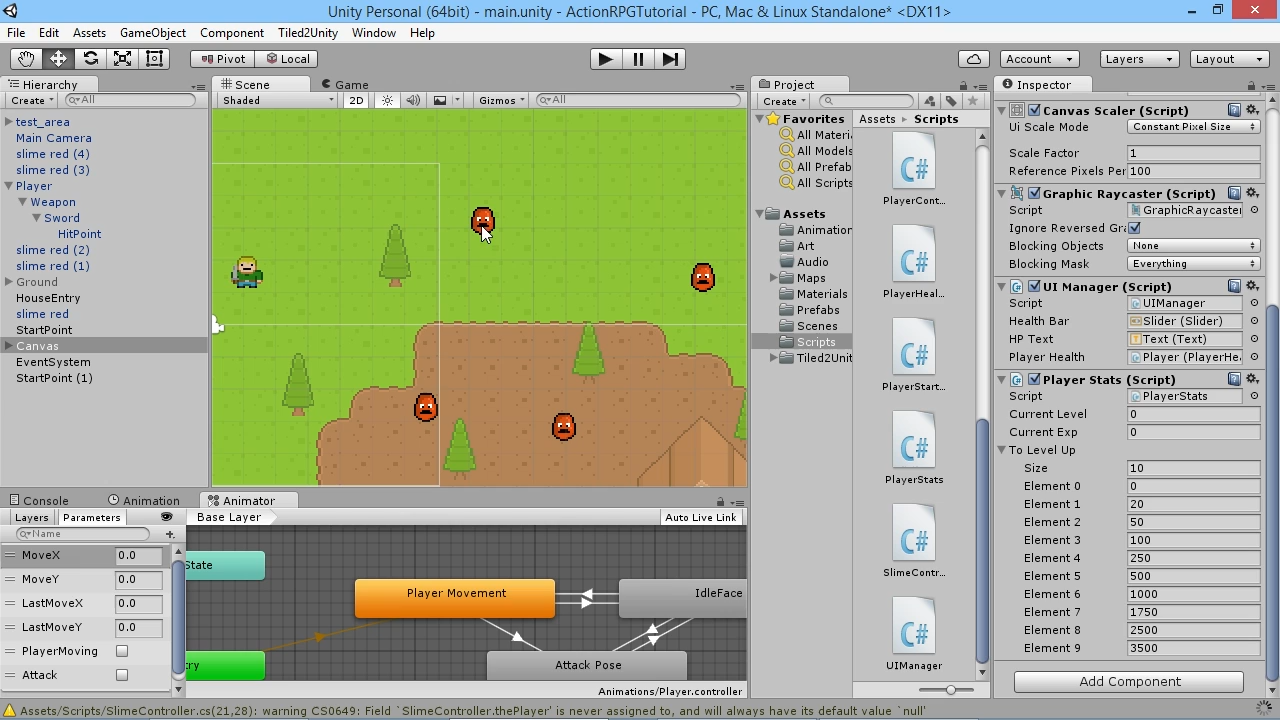 Unity Personal (64bit) - main.unity - ActionRPGTutorial - PC, Mac & Linux Standalone* <DX11>
File Edit Assets GameObject Component Tiled2Unity Window Help
Pivot Local Account Layers Layout
Hierarchy
Create All
test_area
Main Camera
slime red (4)
slime red (3)
Player
Weapon
Sword
HitPoint
slime red (2)
slime red (1)
Ground
HouseEntry
slime red
StartPoint
Canvas
EventSystem
StartPoint (1)
Scene Game
Shaded 2D Gizmos All
Console Animation Animator
Layers Parameters Base Layer Auto Live Link
Name
MoveX 0.0
MoveY 0.0
LastMoveX 0.0
LastMoveY 0.0
PlayerMoving
Attack
State
Player Movement
IdleFace
ry
Attack Pose
Animations/Player.controller
Project
Create
Favorites
All Materi
All Models
All Prefab
All Scripts
Assets
Animation
Art
Audio
Maps
Materials
Prefabs
Scenes
Scripts
Tiled2Unit
Assets Scripts
C#
PlayerCont...
C#
PlayerHeal...
C#
PlayerStart...
C#
PlayerStats
C#
SlimeContr...
C#
UIManager
Inspector
Canvas Scaler (Script)
Ui Scale Mode Constant Pixel Size
Scale Factor 1
Reference Pixels Per 100
Graphic Raycaster (Script)
Script GraphicRaycaster
Ignore Reversed Gra
Blocking Objects None
Blocking Mask Everything
UI Manager (Script)
Script UIManager
Health Bar Slider (Slider)
HP Text Text (Text)
Player Health Player (PlayerHe.
Player Stats (Script)
Script PlayerStats
Current Level 0
Current Exp 0
To Level Up
Size 10
Element 0 0
Element 1 20
Element 2 50
Element 3 100
Element 4 250
Element 5 500
Element 6 1000
Element 7 1750
Element 8 2500
Element 9 3500
Add Component
Assets/Scripts/SlimeController.cs(21,28): warning CS0649: Field `SlimeController.thePlayer' is never assigned to, and will always have its default value `null'